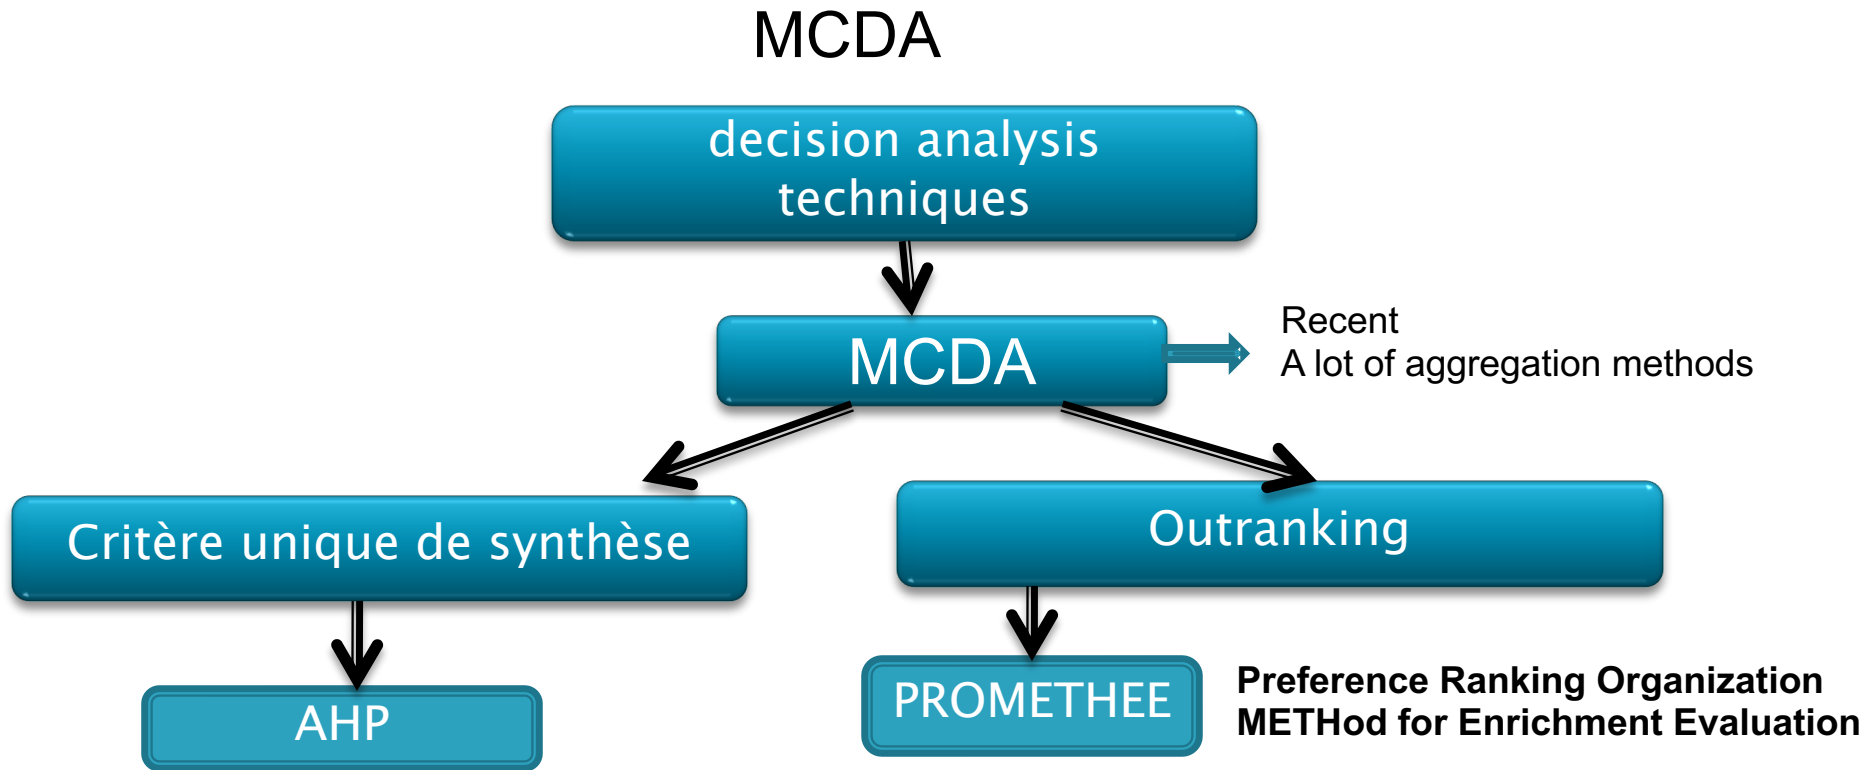 MCDA
decision analysis
techniques
MCDA
Recent
A lot of aggregation methods
Critère unique de synthèse
Outranking
AHP
PROMETHEE
Preference Ranking Organization
METHod for Enrichment Evaluation